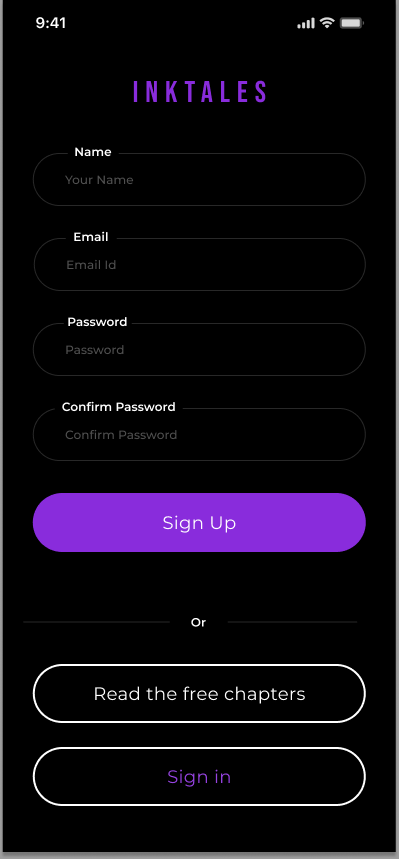 9:41
INKTALES
Name
Your Name
Email
Email Id
Password
Password
Confirm Password
Confirm Password
Sign Up
Or
Read the free chapters
Sign in